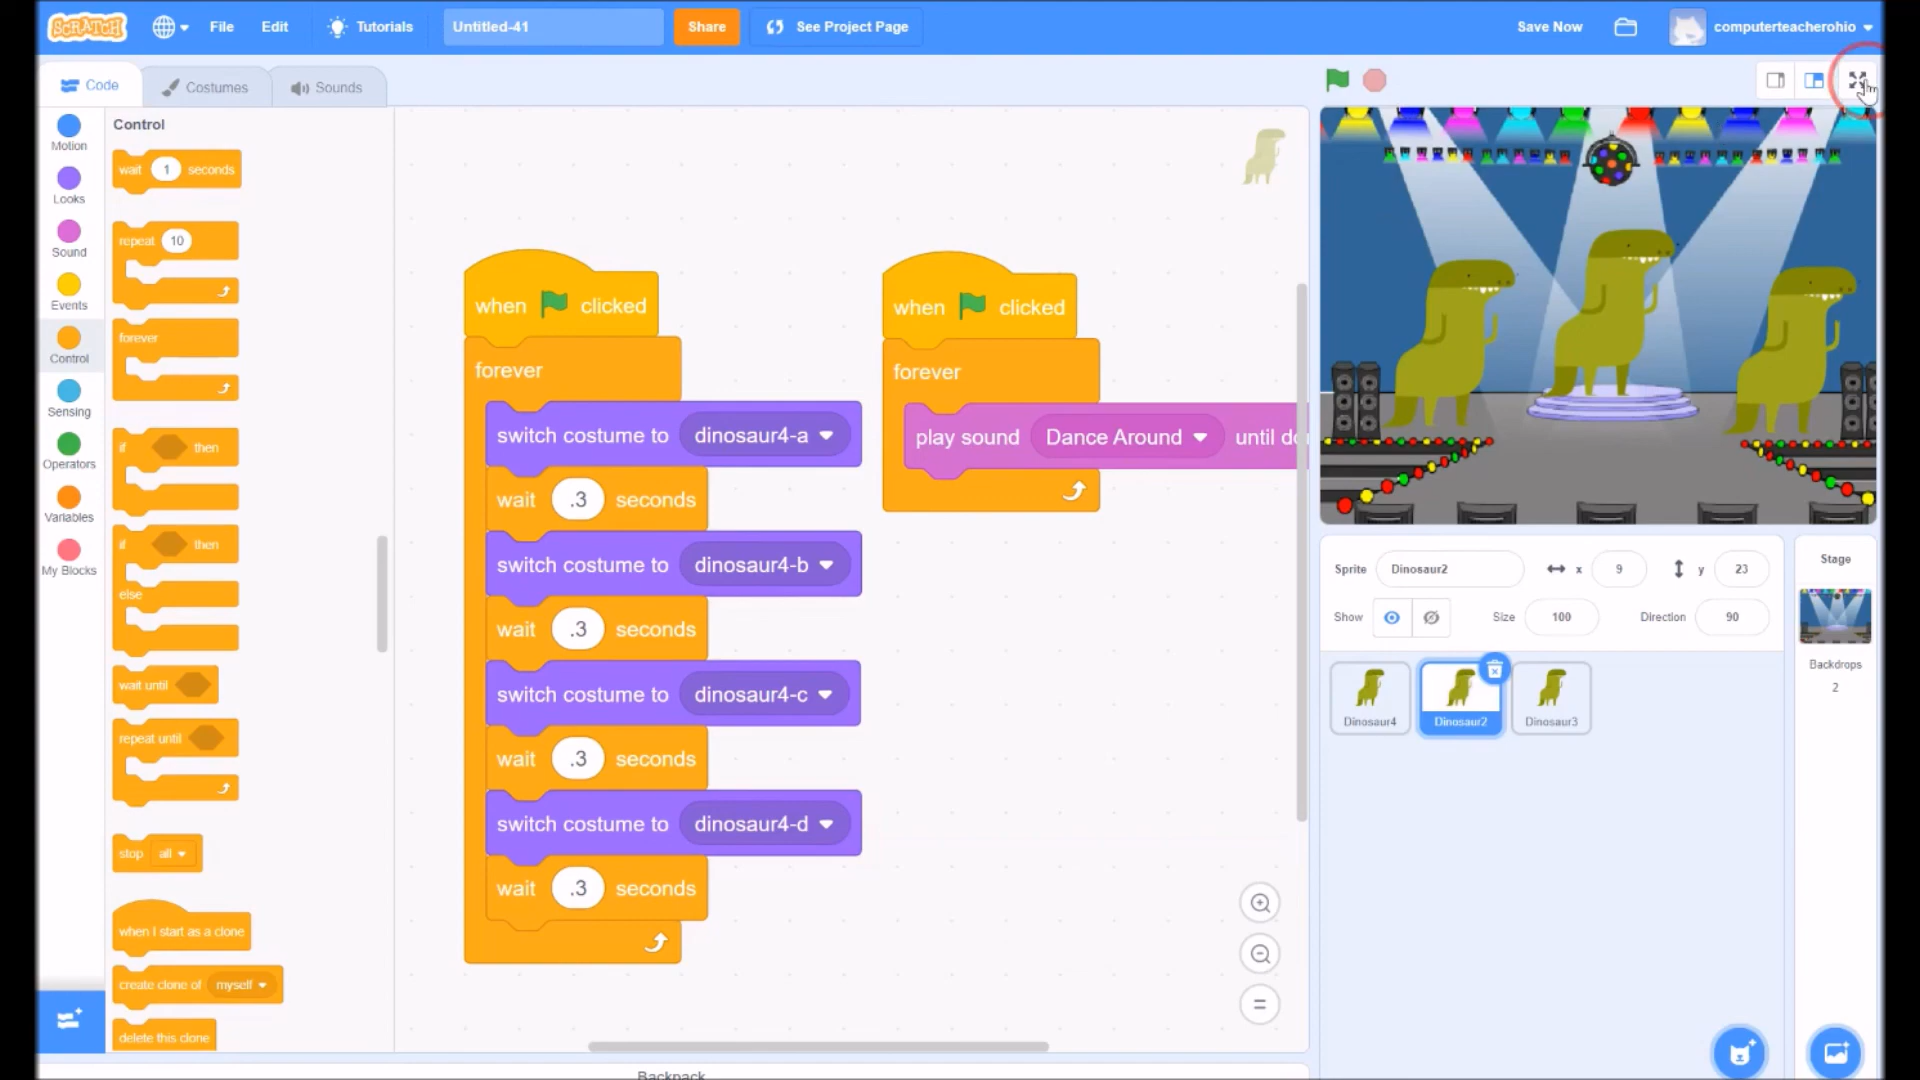 SCRATCH
File
Edit
Tutorials
Untitled-41
Share
See Project Page
Save Now
computerteacherohio
Code
Costumes
Sounds
Motion
Looks
Sound
Events
Control
Sensing
Operators
Variables
My Blocks
Control
wait 1 seconds
repeat 10
forever
if then
if then
else
wait until
repeat until
stop all
when I start as a clone
create clone of myself
delete this clone
when clicked
forever
switch costume to dinosaur4-a
wait .3 seconds
switch costume to dinosaur4-b
wait .3 seconds
switch costume to dinosaur4-c
wait .3 seconds
switch costume to dinosaur4-d
wait .3 seconds
when clicked
forever
play sound Dance Around until do
Backpack
Sprite Dinosaur2 x 9 y 23
Show Size 100 Direction 90
Dinosaur4
Dinosaur2
Dinosaur3
Stage
Backdrops
2